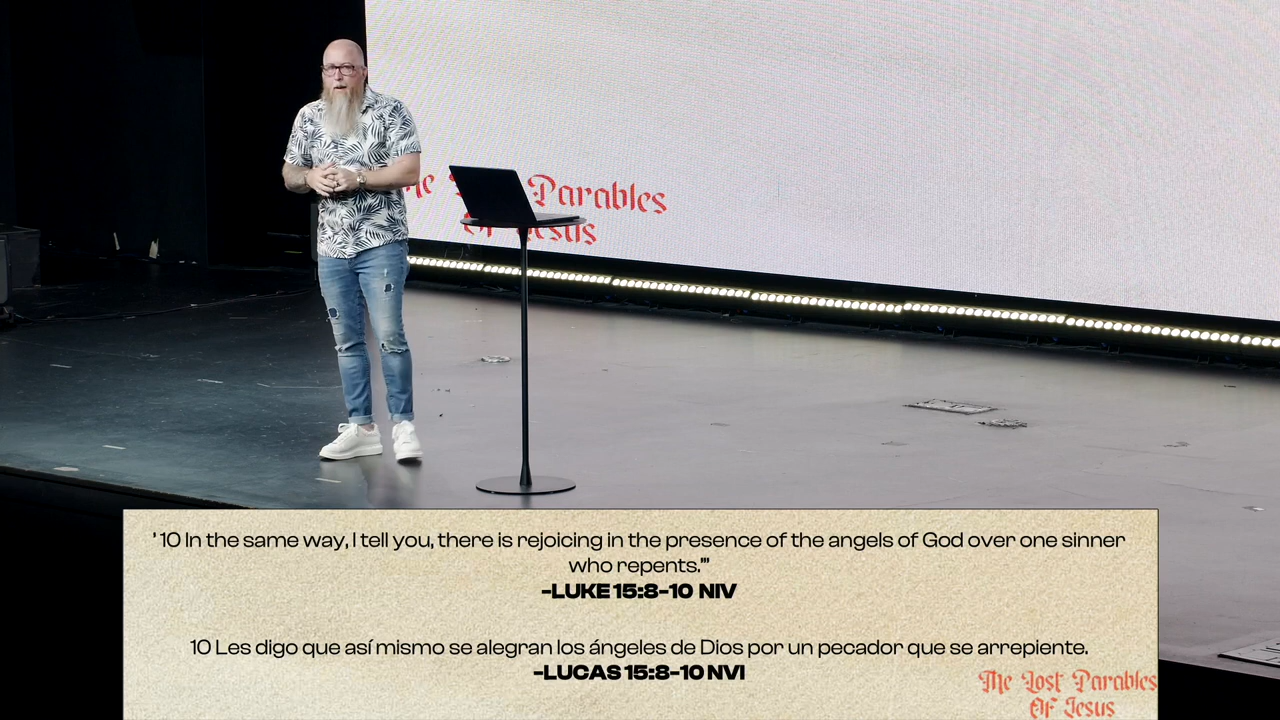 Parables
' 10 In the same way, I tell you, there is rejoicing in the presence of the angels of God over one sinner
who repents.'”
-LUKE 15:8-10 NIV
10 Les digo que así mismo se alegran los ángeles de Dios por un pecador que se arrepiente.
-LUCAS 15:8-10 NVI
The Lost Parables
Of Jesus